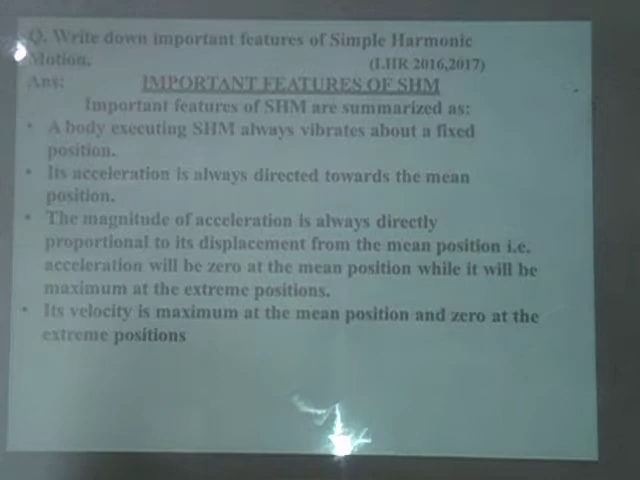 Q. Write down important features of Simple Harmonic
Motion. (LHR 2016,2017)
Ans: IMPORTANT FEATURES OF SHM
Important features of SHM are summarized as:
• A body executing SHM always vibrates about a fixed
position.
• Its acceleration is always directed towards the mean
position.
• The magnitude of acceleration is always directly
proportional to its displacement from the mean position i.e.
acceleration will be zero at the mean position while it will be
maximum at the extreme positions.
• Its velocity is maximum at the mean position and zero at the
extreme positions